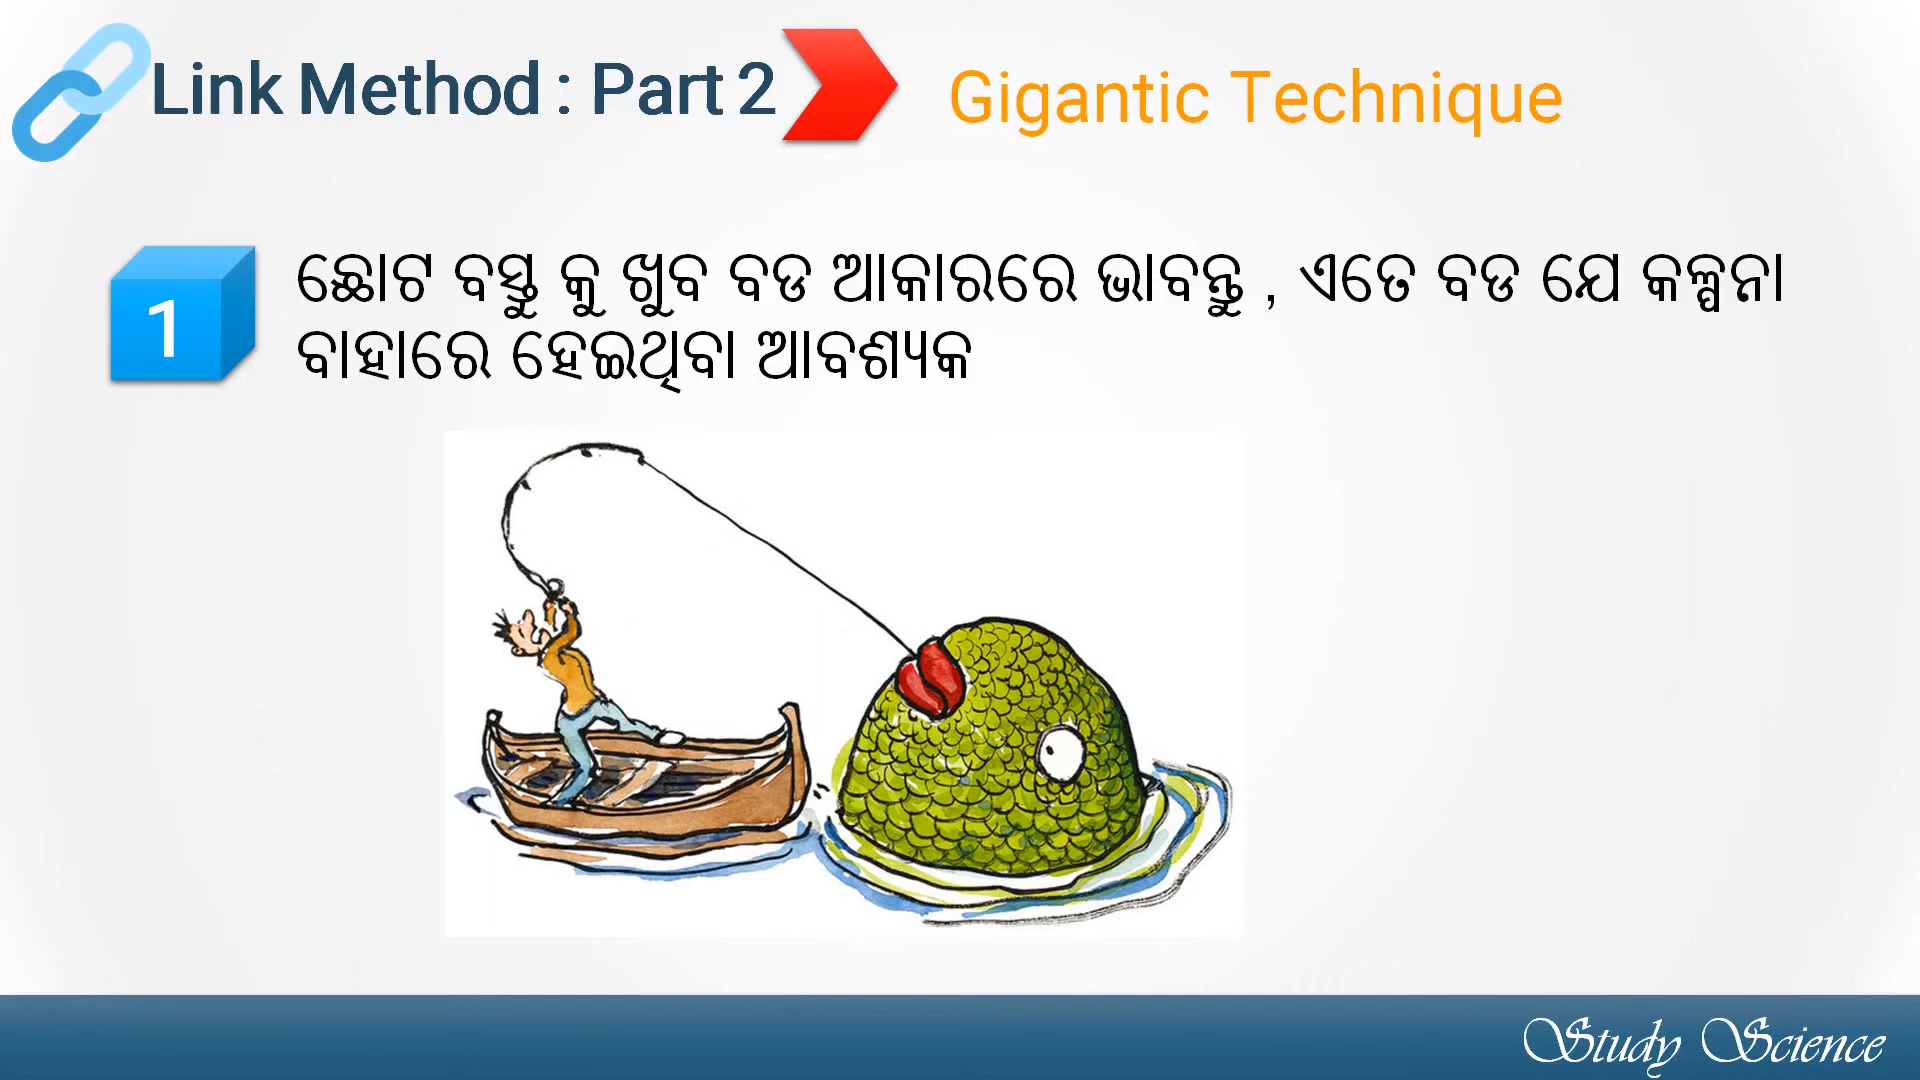 Link Method : Part 2
Gigantic Technique
1
ଛୋଟ ବସ୍ତୁ କୁ ଖୁବ ବଡ ଆକାରରେ ଭାବନ୍ତୁ , ଏତେ ବଡ ଯେ କଳ୍ପନା
ବାହାରେ ହେଇଥିବା ଆବଶ୍ୟକ
Study Science